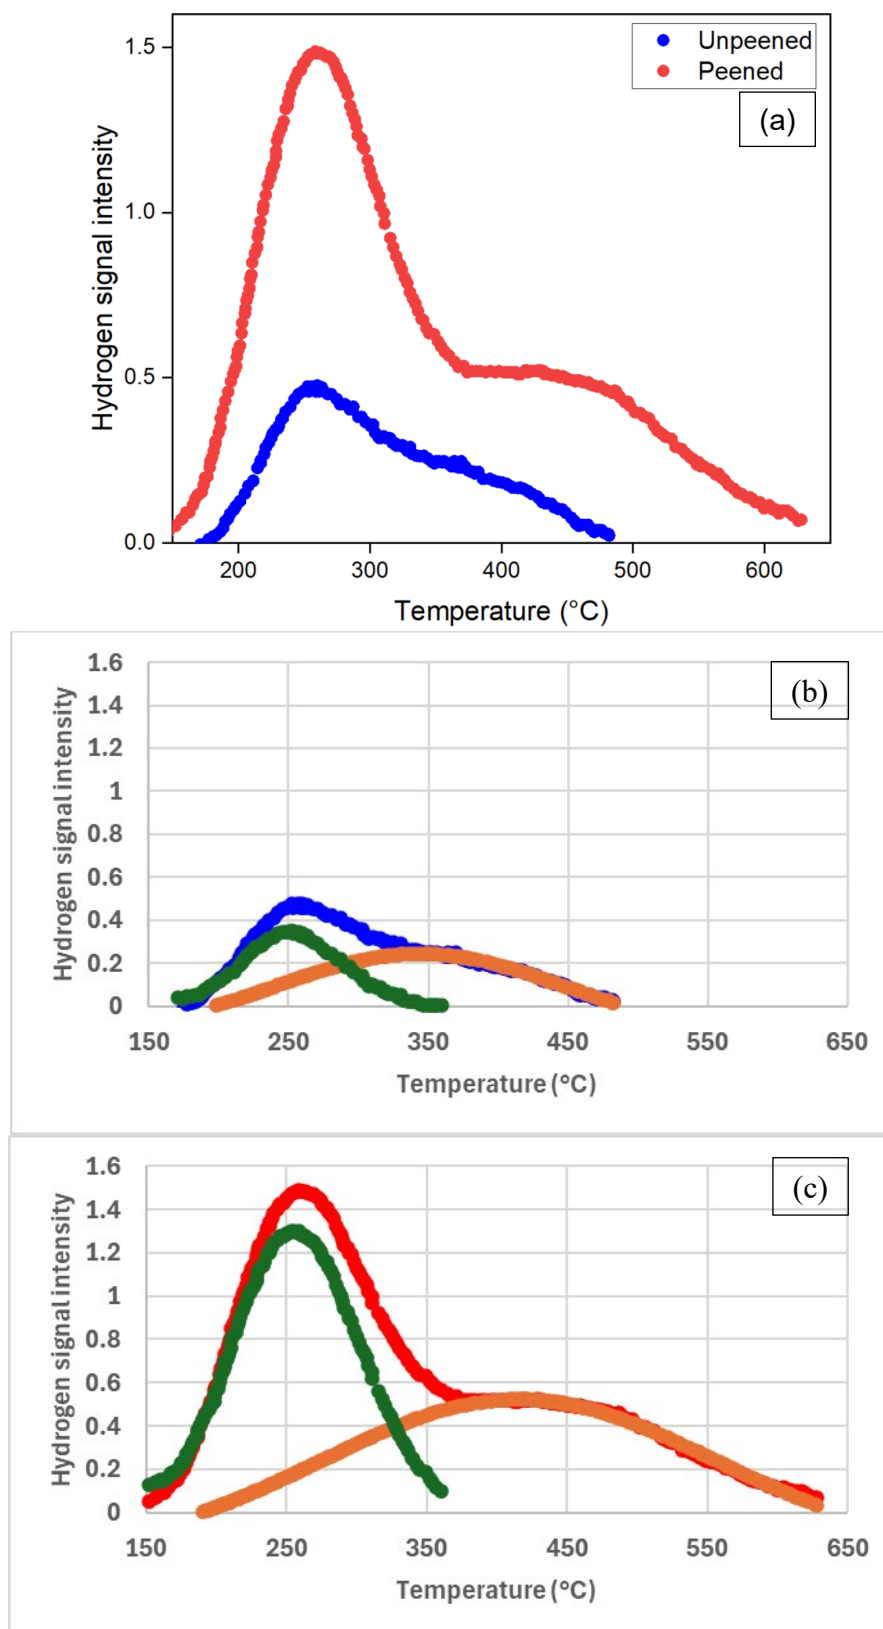 Unpeened
Peened
(a)
Hydrogen signal intensity
1.5
1.0
0.5
0.0
200 300 400 500 600
Temperature (°C)
(b)
Hydrogen signal intensity
1.6
1.4
1.2
1
0.8
0.6
0.4
0.2
0
150 250 350 450 550 650
Temperature (°C)
(c)
Hydrogen signal intensity
1.6
1.4
1.2
1
0.8
0.6
0.4
0.2
0
150 250 350 450 550 650
Temperature (°C)